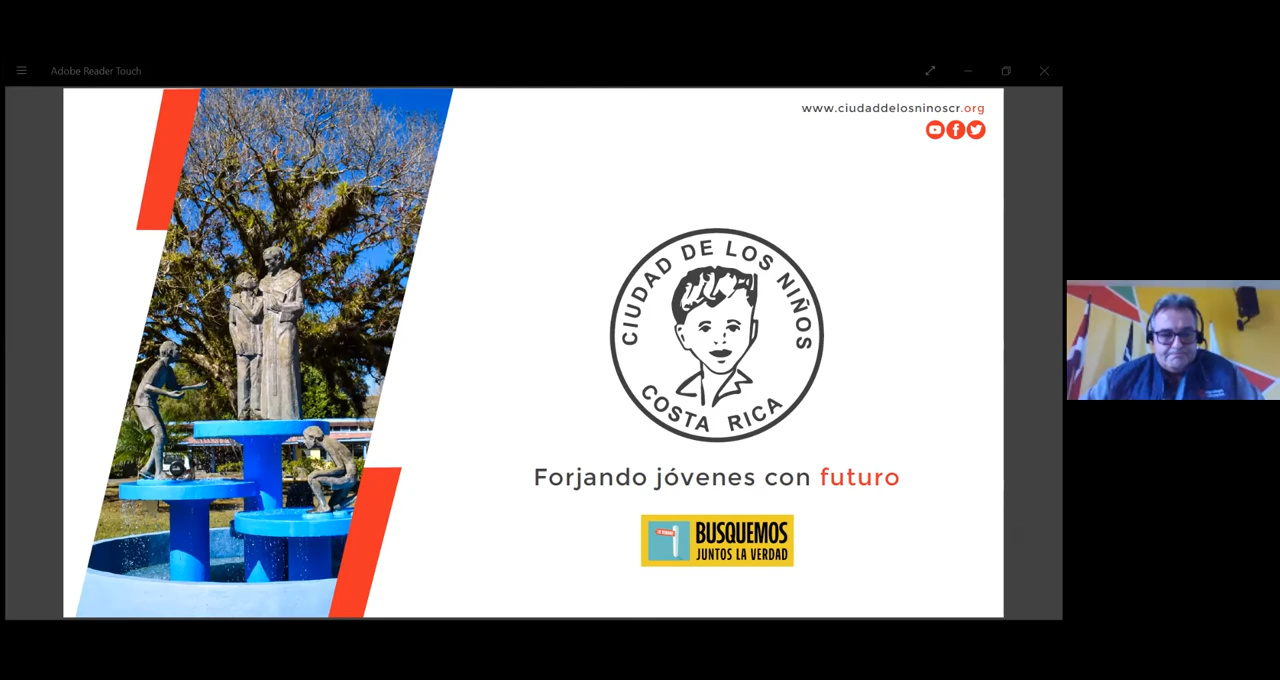 Adobe Reader Touch
www.ciudaddelosninoscr.org
CIUDAD DE LOS NIÑOS
COSTA RICA
Forjando jóvenes con futuro
BUSQUEMOS
JUNTOS LA VERDAD